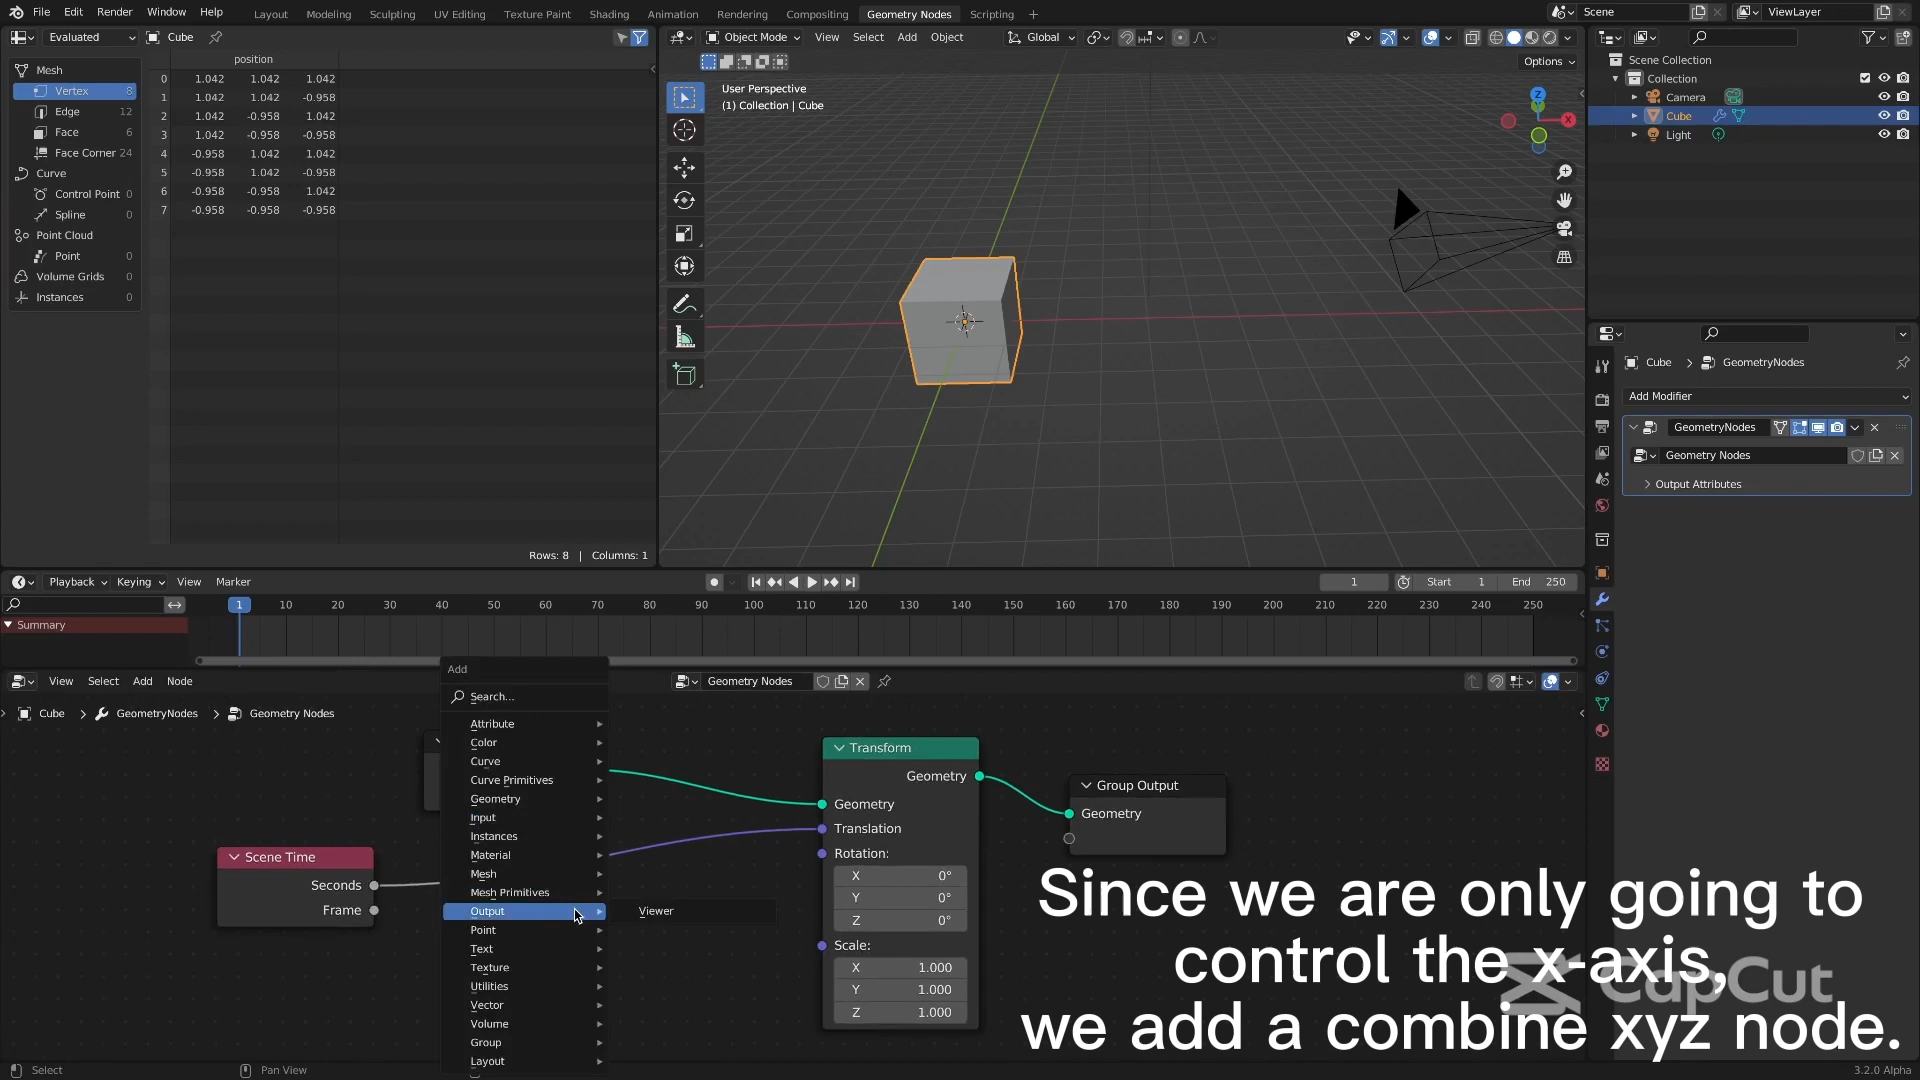 File Edit Render Window Help
Layout Modeling Sculpting UV Editing Texture Paint Shading Animation Rendering Compositing Geometry Nodes Scripting +
Scene ViewLayer
Evaluated Cube
Object Mode View Select Add Object Global
Options
position
Mesh
Vertex 8
Edge 12
Face 6
Face Corner 24
Curve
Control Point 0
Spline 0
Point Cloud
Point 0
Volume Grids 0
Instances 0
0 1.042 1.042 1.042
1 1.042 1.042 -0.958
2 1.042 -0.958 1.042
3 1.042 -0.958 -0.958
4 -0.958 1.042 1.042
5 -0.958 1.042 -0.958
6 -0.958 -0.958 1.042
7 -0.958 -0.958 -0.958
Rows: 8 | Columns: 1
User Perspective
(1) Collection | Cube
Z
X
Scene Collection
Collection
Camera
Cube
Light
Cube > GeometryNodes
Add Modifier
GeometryNodes
Geometry Nodes
Output Attributes
Playback Keying View Marker
1 Start 1 End 250
1 10 20 30 40 50 60 70 80 90 100 110 120 130 140 150 160 170 180 190 200 210 220 230 240 250
Summary
View Select Add Node
Geometry Nodes
Cube > GeometryNodes > Geometry Nodes
Add
Search...
Attribute
Color
Curve
Curve Primitives
Geometry
Input
Instances
Material
Mesh
Mesh Primitives
Output
Point
Text
Texture
Utilities
Vector
Volume
Group
Layout
Viewer
Scene Time
Seconds
Frame
Transform
Geometry
Geometry
Translation
Rotation:
X 0°
Y 0°
Z 0°
Scale:
X 1.000
Y 1.000
Z 1.000
Group Output
Geometry
Since we are only going to
control the x-axis,
we add a combine xyz node.
CapCut
Select Pan View
3.2.0 Alpha